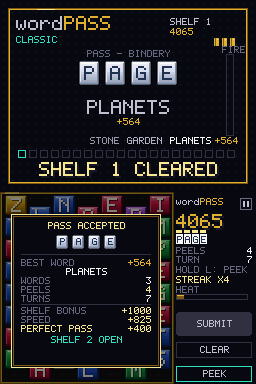 wordPASS
SHELF 1
CLASSIC
4065
FIRE
PASS - BINDERY
PAGE
PLANETS
+564
STONE GARDEN PLANETS +564
SHELF 1 CLEARED
PASS ACCEPTED
PAGE
BEST WORD +564
PLANETS
WORDS 3
PEELS 4
TURNS 7
SHELF BONUS +1000
SPEED +825
PERFECT PASS +400
SHELF 2 OPEN
wordPASS
4065
PAGE
PEELS 4
TURN 7
HOLD L: PEEK
STREAK X4
HEAT
SUBMIT
CLEAR
PEEK